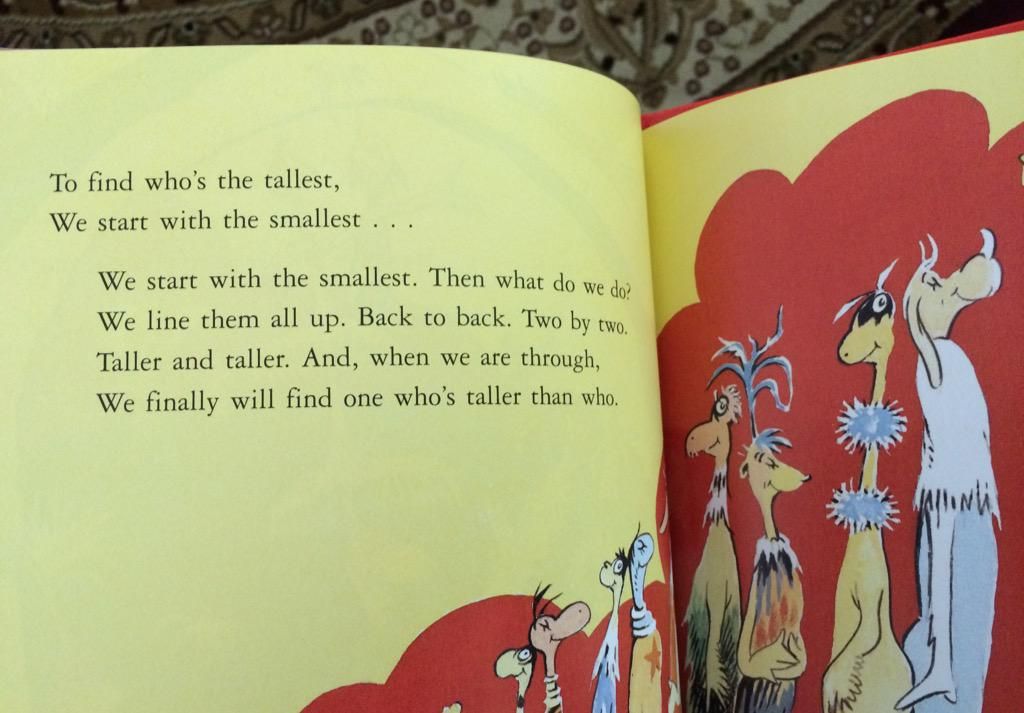 To find who's the tallest,
We start with the smallest . . .
We start with the smallest. Then what do we do?
We line them all up. Back to back. Two by two.
Taller and taller. And, when we are through,
We finally will find one who's taller than who.